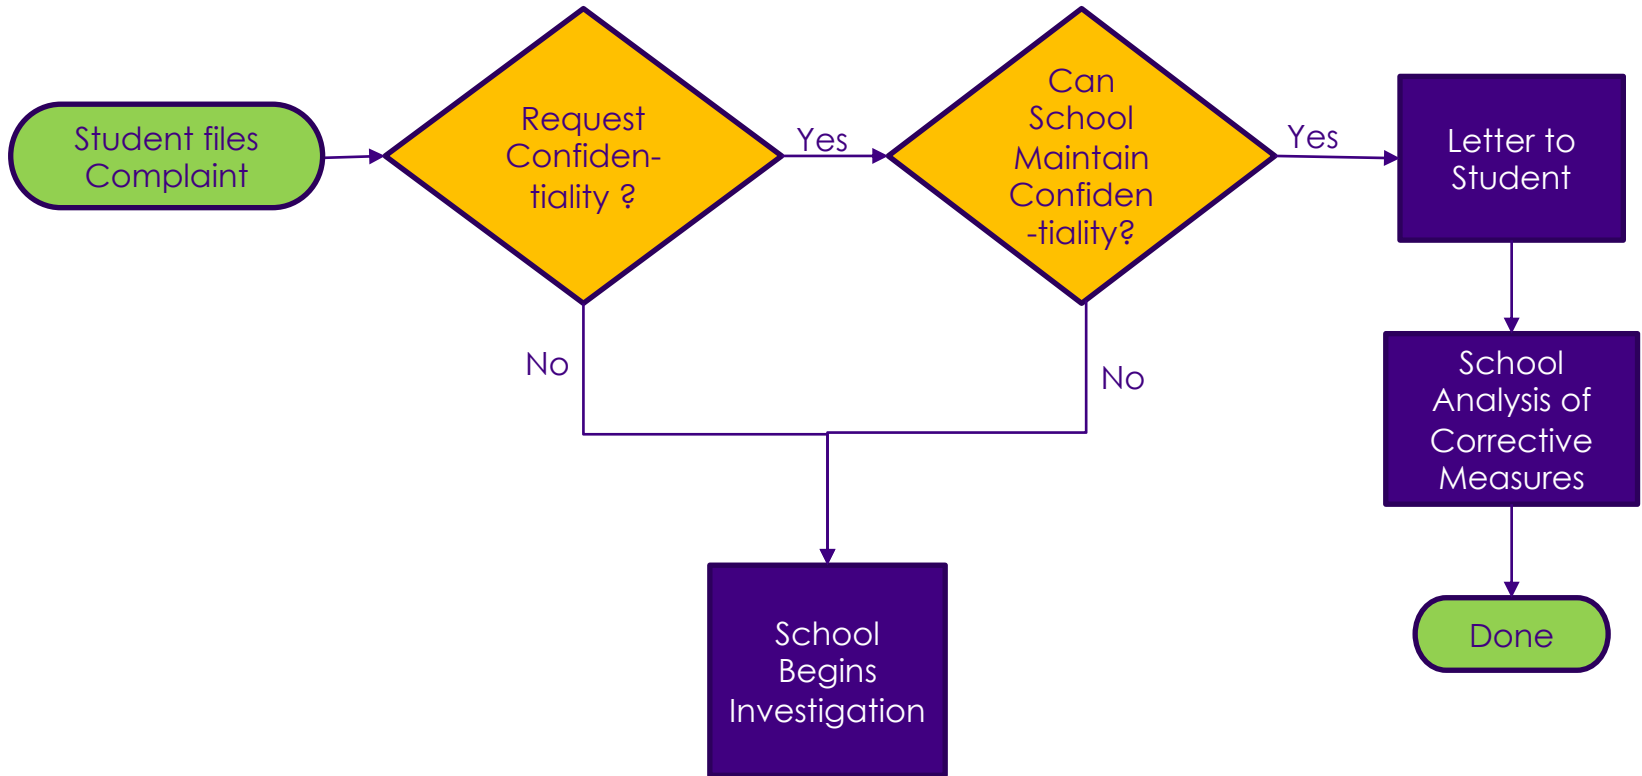 Student files
Complaint
Request
Confiden-
tiality ?
Yes
Can
School
Maintain
Confiden
-tiality?
Yes
Letter to
Student
No
No
School
Analysis of
Corrective
Measures
School
Begins
Investigation
Done